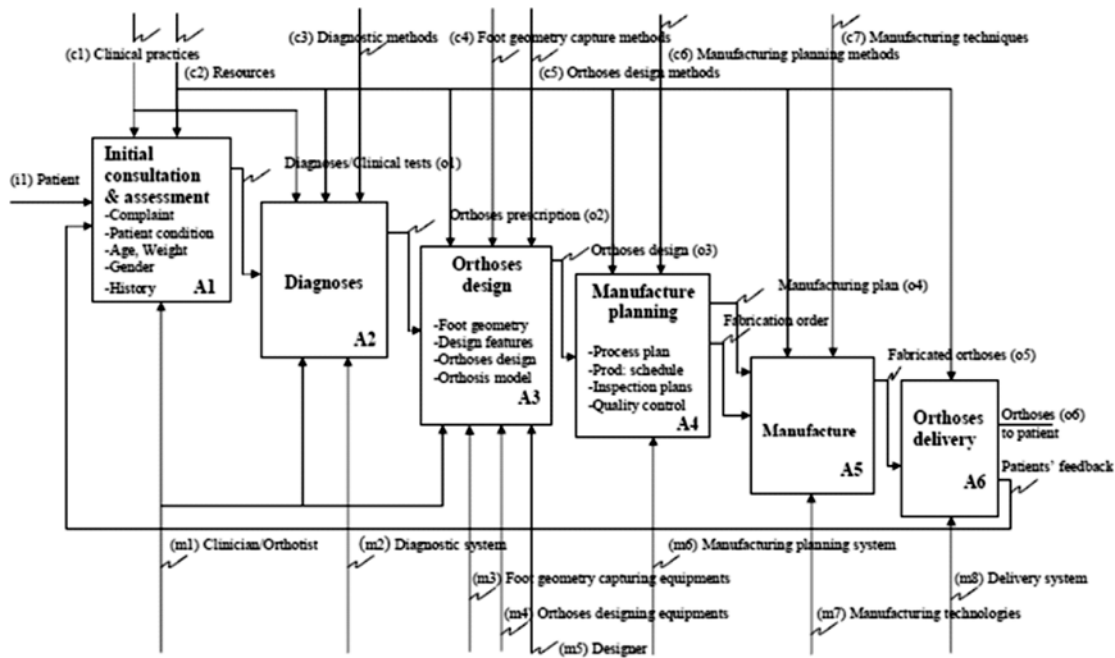 (c3) Diagnostic methods
(c4) Foot geometry capture methods
(c7) Manufacturing techniques
(c1) Clinical practices
(c6) Manufacturing planning methods
(c2) Resources
(c5) Orthoses design methods
Initial
consultation
& assessment
-Complaint
-Patient condition
-Age, Weight
-Gender
-History
A1
(i1) Patient
Diagnoses/Clinical tests (o1)
Diagnoses
A2
Orthoses prescription (o2)
Orthoses
design
-Foot geometry
-Design features
-Orthoses design
-Orthosis model
A3
Orthoses design (o3)
Manufacture
planning
-Process plan
-Prod: schedule
-Inspection plans
-Quality control
A4
Manufacturing plan (o4)
Fabrication order
Manufacture
A5
Fabricated orthoses (o5)
Orthoses
delivery
A6
Orthoses (o6)
to patient
Patients' feedback
(m1) Clinician/Orthotist
(m2) Diagnostic system
(m6) Manufacturing planning system
(m3) Foot geometry capturing equipments
(m8) Delivery system
(m4) Orthoses designing equipments
(m7) Manufacturing technologies
(m5) Designer